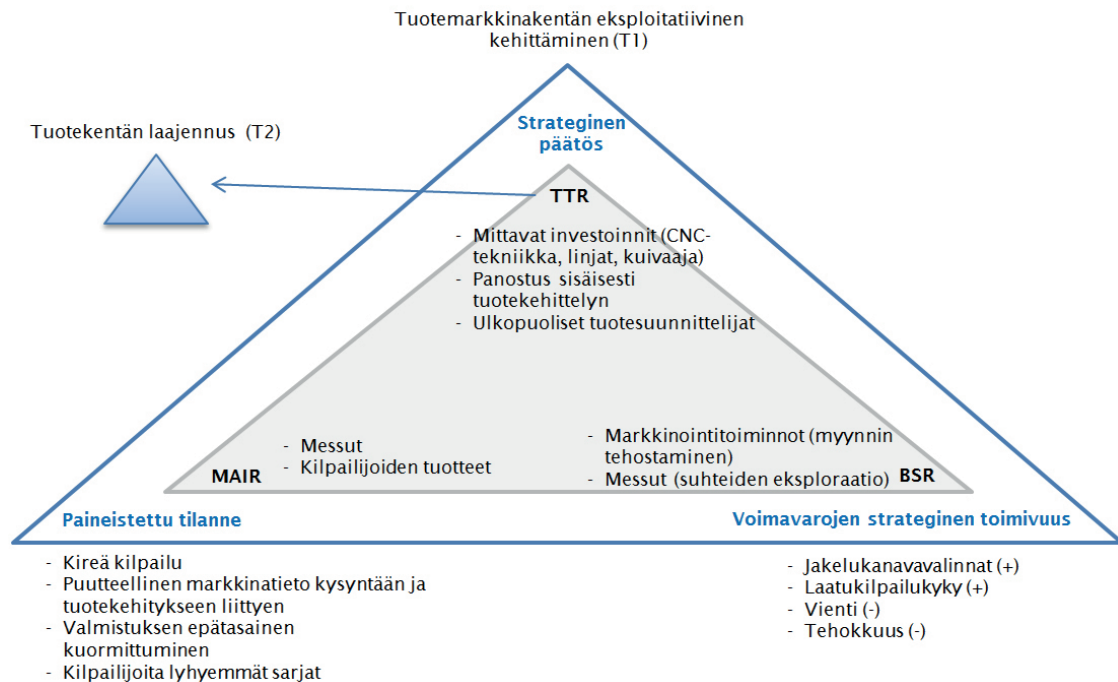 Tuotemarkkinakentän eksploitatiivinen
kehittäminen (T1)
Tuotekentän laajennus (T2)
Strateginen
päätös
TTR
- Mittavat investoinnit (CNC-
tekniikka, linjat, kuivaaja)
- Panostus sisäisesti
tuotekehittelyn
- Ulkopuoliset tuotesuunnittelijat
- Messut
- Kilpailijoiden tuotteet
MAIR
- Markkinointitoiminnot (myynnin
tehostaminen)
- Messut (suhteiden eksploraatio)
BSR
Paineistettu tilanne
Voimavarojen strateginen toimivuus
- Kireä kilpailu
- Puutteellinen markkinatieto kysyntään ja
tuotekehitykseen liittyen
- Valmistuksen epätasainen
kuormittuminen
- Kilpailijoita lyhyemmät sarjat
- Jakelukanavavalinnat (+)
- Laatukilpailukyky (+)
- Vienti (-)
- Tehokkuus (-)